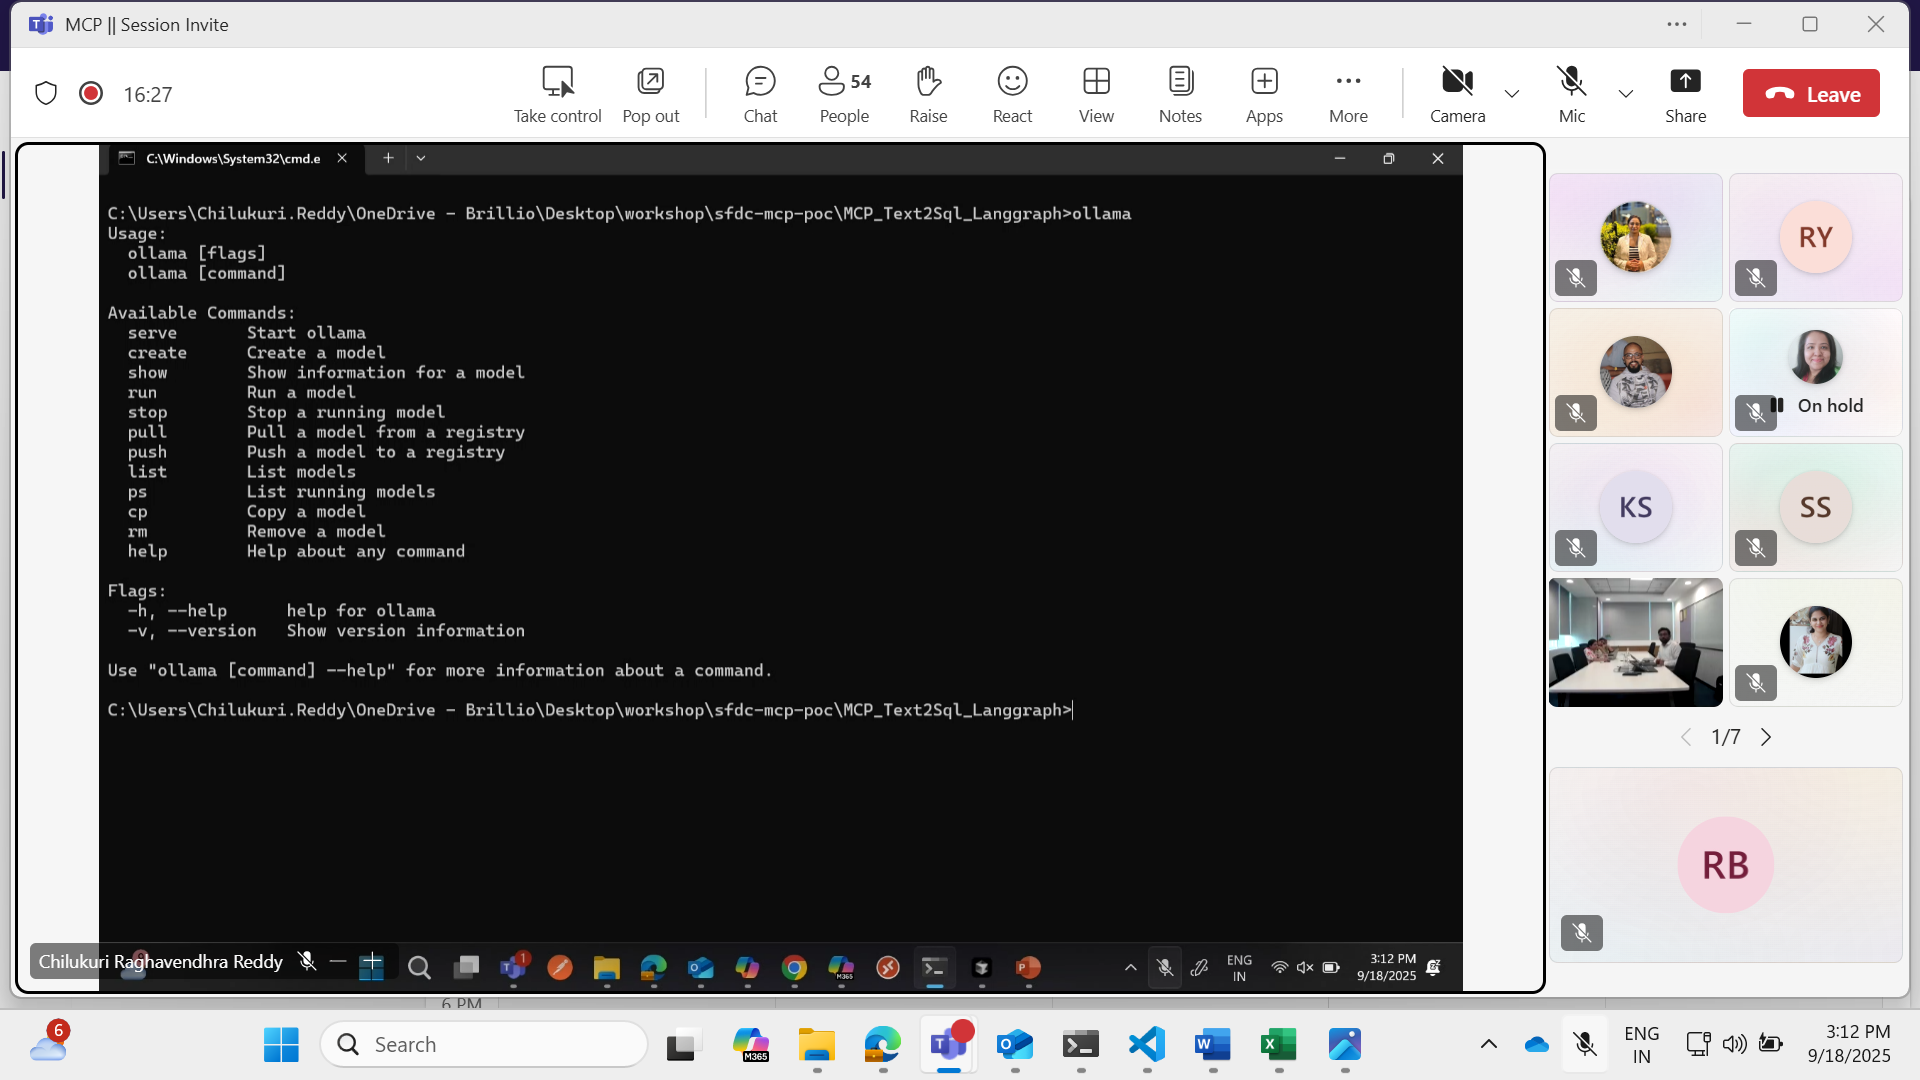 MCP || Session Invite
16:27
Take control
Pop out
Chat
54
People
Raise
React
View
Notes
Apps
More
Camera
Mic
Share
Leave
C:\Windows\System32\cmd.e
C:\Users\Chilukuri.Reddy\OneDrive - Brillio\Desktop\workshop\sfdc-mcp-poc\MCP_Text2Sql_Langgraph>ollama
Usage:
ollama [flags]
ollama [command]
Available Commands:
serve Start ollama
create Create a model
show Show information for a model
run Run a model
stop Stop a running model
pull Pull a model from a registry
push Push a model to a registry
list List models
ps List running models
cp Copy a model
rm Remove a model
help Help about any command
Flags:
-h, --help help for ollama
-v, --version Show version information
Use "ollama [command] --help" for more information about a command.
C:\Users\Chilukuri.Reddy\OneDrive - Brillio\Desktop\workshop\sfdc-mcp-poc\MCP_Text2Sql_Langgraph>
RY
On hold
KS
SS
1/7
RB
Chilukuri Raghavendhra Reddy
1
M365
ENG
IN
3:12 PM
9/18/2025
6 PM
6
Search
M365
ENG
IN
3:12 PM
9/18/2025